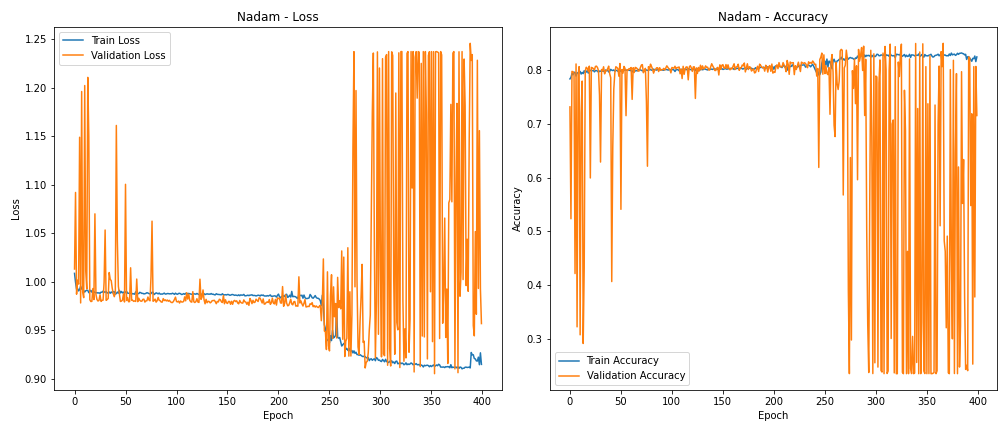 Nadam - Loss
Train Loss
Validation Loss
1.25
1.20
1.15
1.10
1.05
1.00
0.95
0.90
Loss
0 50 100 150 200 250 300 350 400
Epoch
Nadam - Accuracy
0.8
0.7
0.6
0.5
0.4
0.3
Accuracy
Train Accuracy
Validation Accuracy
0 50 100 150 200 250 300 350 400
Epoch